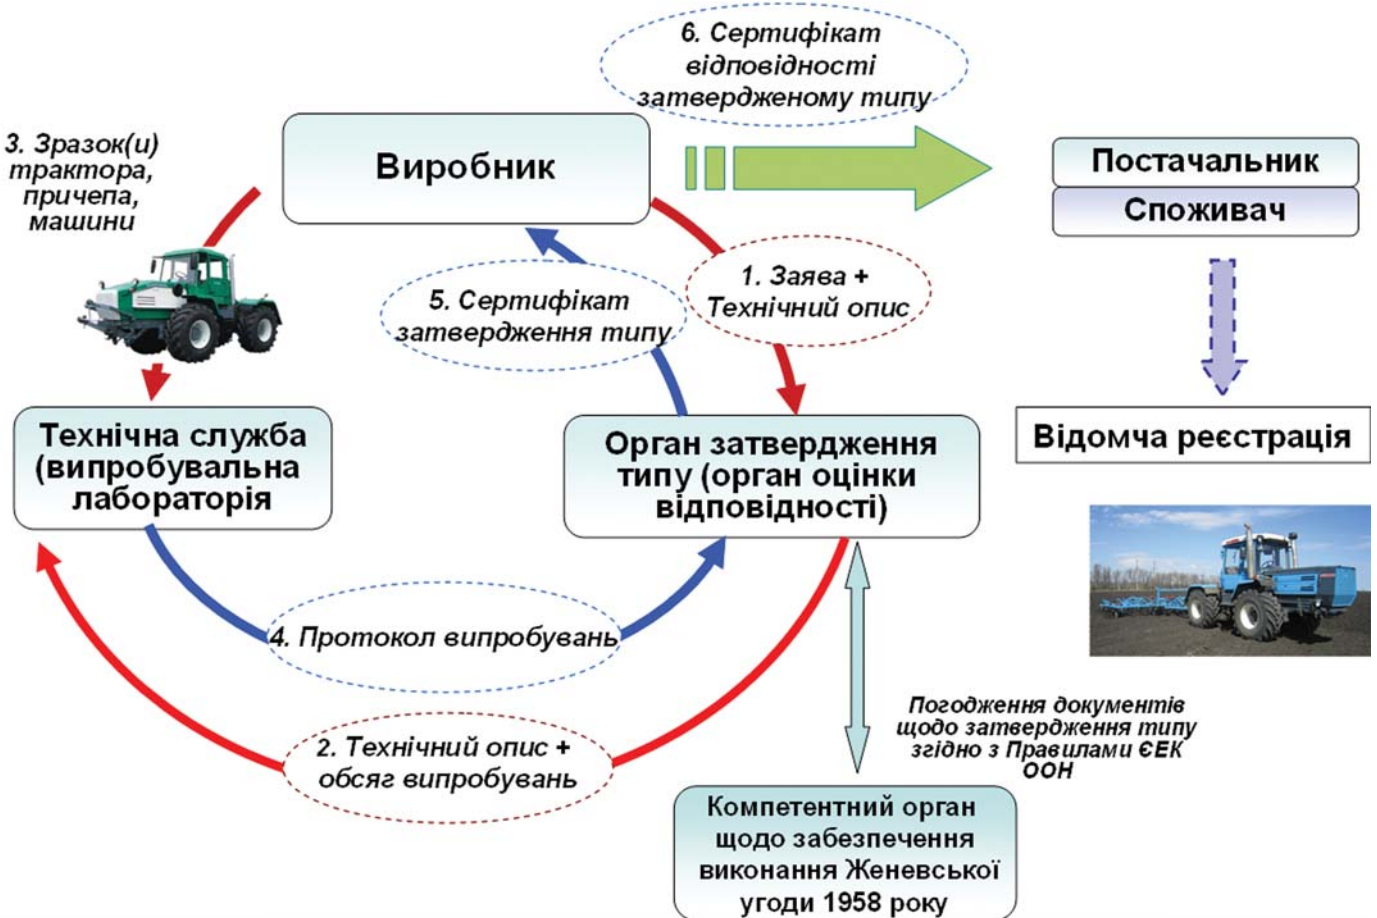 6. Сертифікат
відповідності
затвердженому типу
3. Зразок(и)
трактора,
причепа,
машини
Виробник
Постачальник
Споживач
1. Заява +
Технічний опис
5. Сертифікат
затвердження типу
Технічна служба
(випробувальна
лабораторія
Орган затвердження
типу (орган оцінки
відповідності)
Відомча реєстрація
4. Протокол випробувань
2. Технічний опис +
обсяг випробувань
Погодження документів
щодо затвердження типу
згідно з Правилами ЄЕК
ООН
Компетентний орган
щодо забезпечення
виконання Женевської
угоди 1958 року